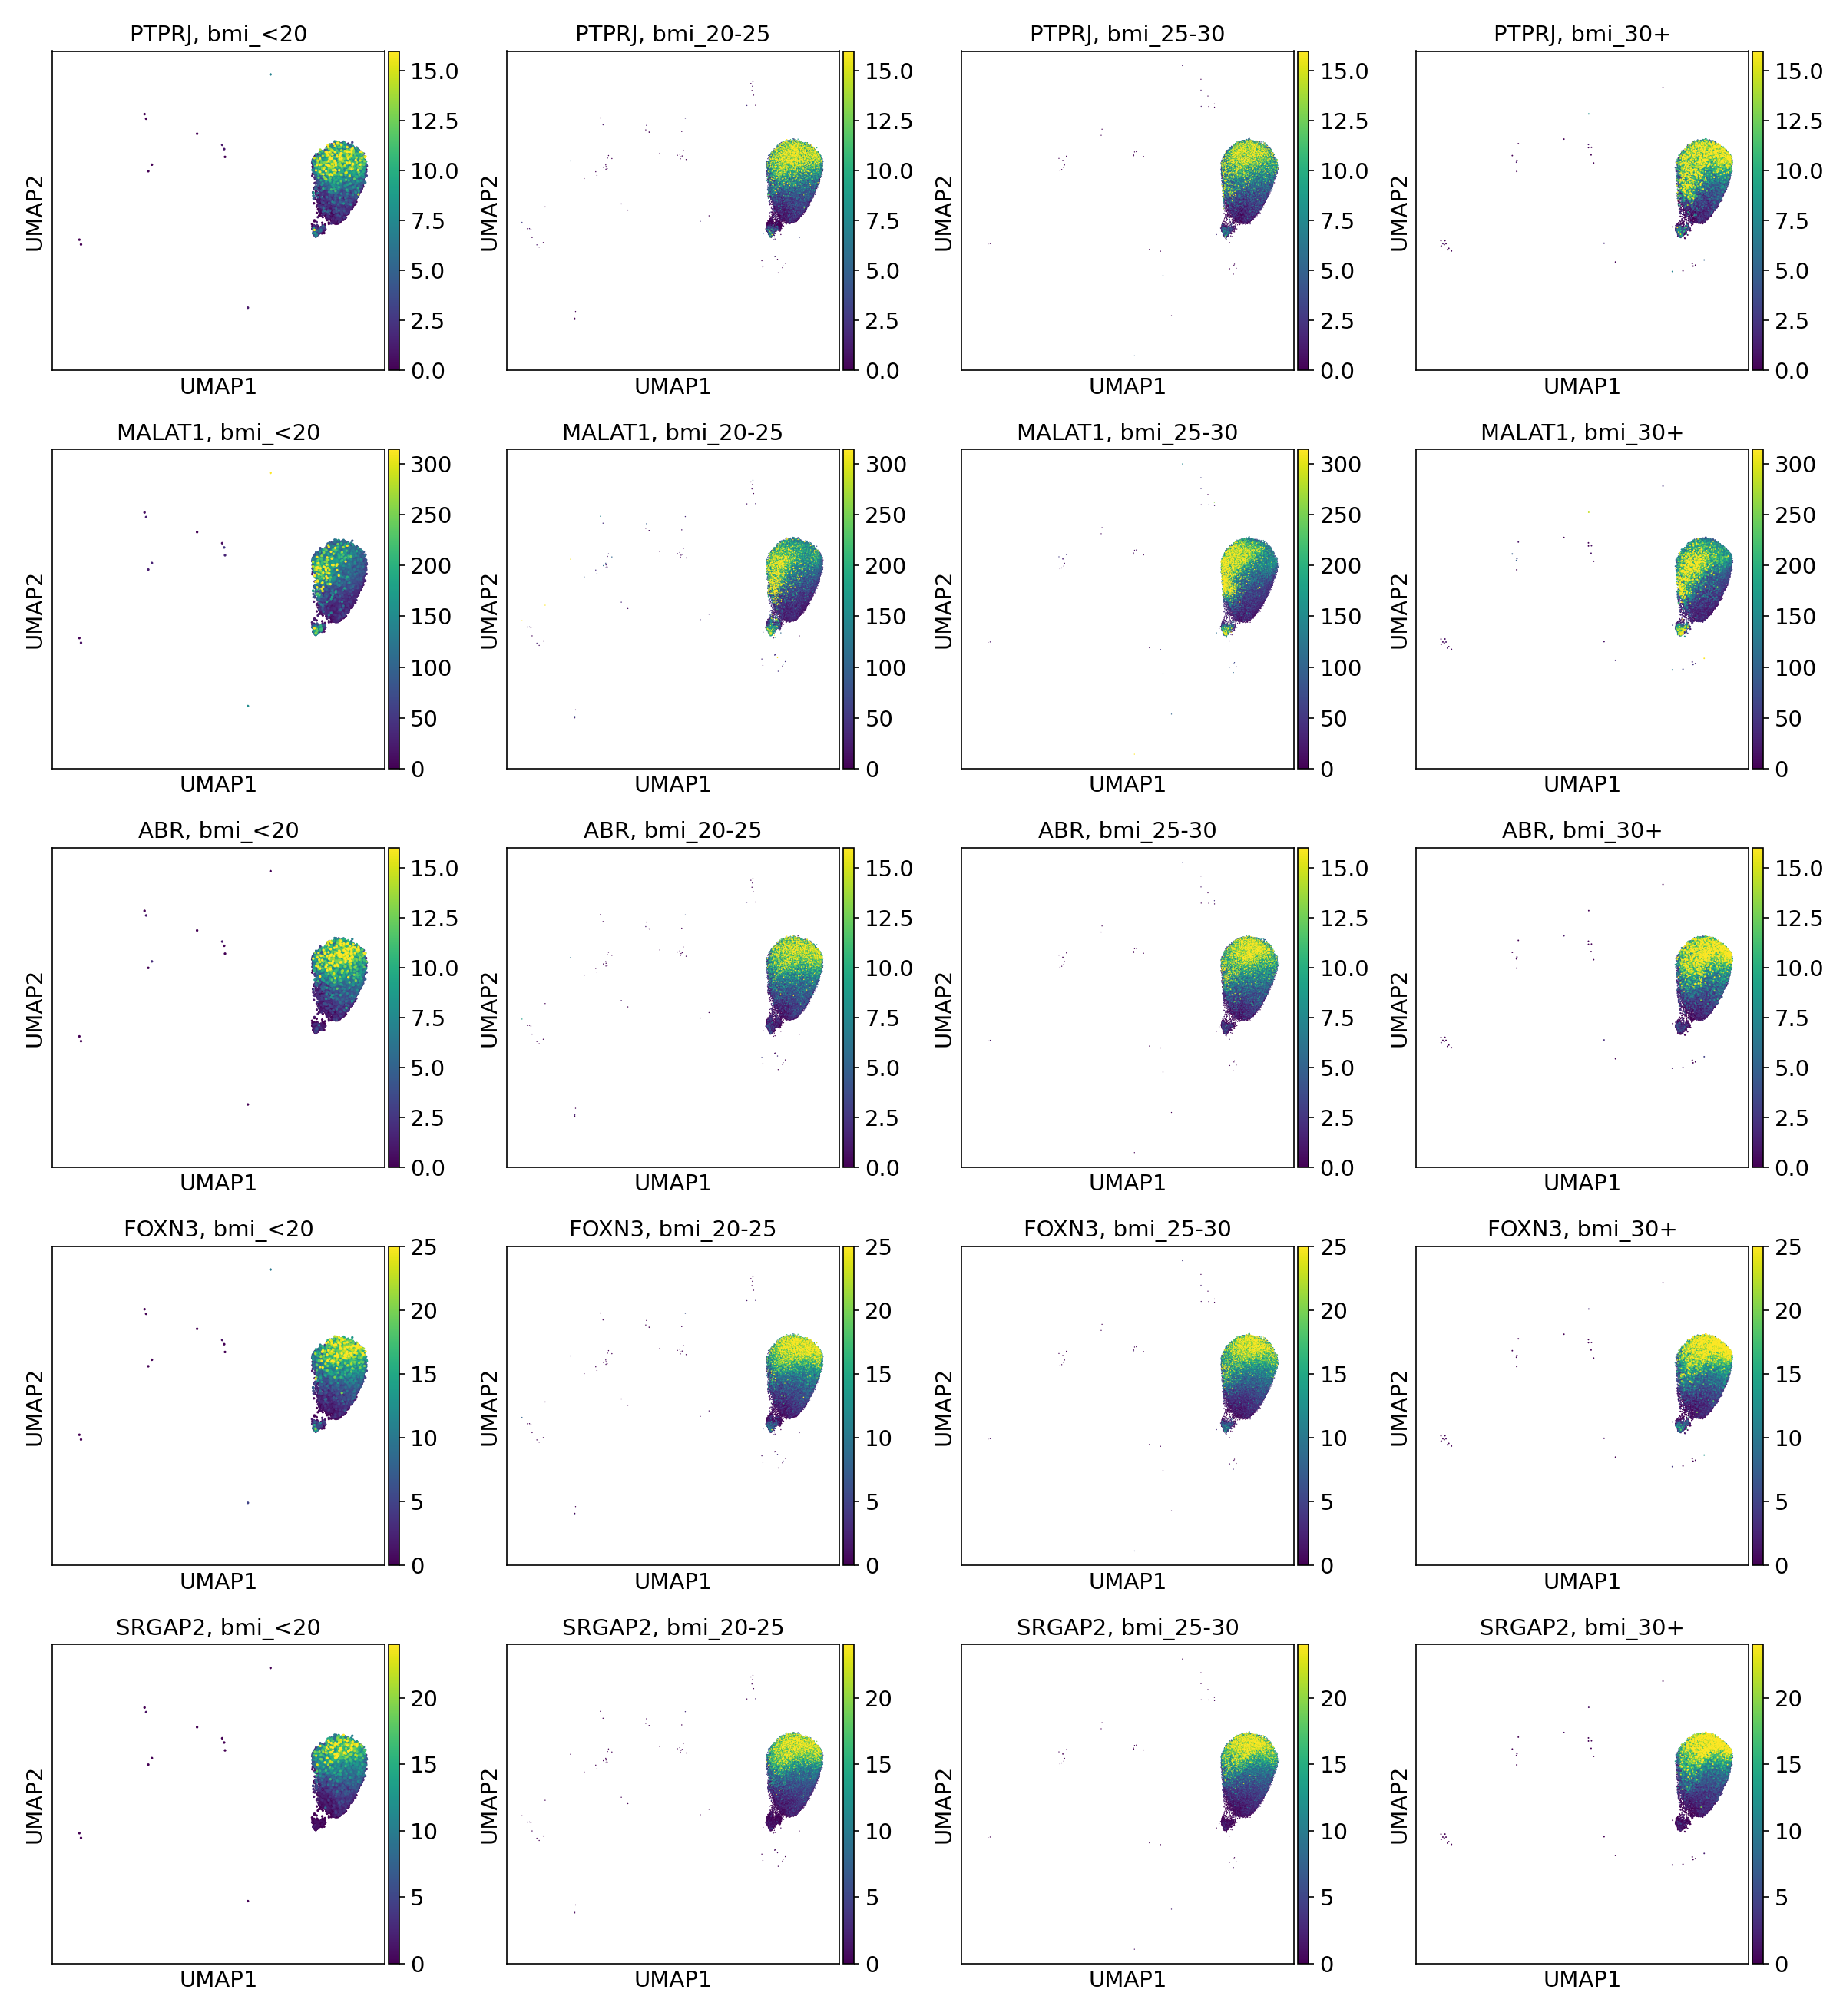 PTPRJ, bmi_<20 PTPRJ, bmi_20-25 PTPRJ, bmi_25-30 PTPRJ, bmi_30+
15.0 15.0 15.0 15.0
12.5 12.5 12.5 12.5
10.0 10.0 10.0 10.0
7.5 7.5 7.5 7.5
UMAP2 UMAP2 UMAP2 UMAP2
5.0 5.0 5.0 5.0
2.5 2.5 2.5 2.5
0.0 0.0 0.0 0.0
UMAP1 UMAP1 UMAP1 UMAP1
MALAT1, bmi_<20 MALAT1, bmi_20-25 MALAT1, bmi_25-30 MALAT1, bmi_30+
300 300 300 300
250 250 250 250
200 200 200 200
UMAP2 UMAP2 UMAP2 UMAP2
150 150 150 150
100 100 100 100
50 50 50 50
0 0 0 0
UMAP1 UMAP1 UMAP1 UMAP1
ABR, bmi_<20 ABR, bmi_20-25 ABR, bmi_25-30 ABR, bmi_30+
15.0 15.0 15.0 15.0
12.5 12.5 12.5 12.5
10.0 10.0 10.0 10.0
7.5 7.5 7.5 7.5
UMAP2 UMAP2 UMAP2 UMAP2
5.0 5.0 5.0 5.0
2.5 2.5 2.5 2.5
0.0 0.0 0.0 0.0
UMAP1 UMAP1 UMAP1 UMAP1
FOXN3, bmi_<20 FOXN3, bmi_20-25 FOXN3, bmi_25-30 FOXN3, bmi_30+
25 25 25 25
20 20 20 20
15 15 15 15
UMAP2 UMAP2 UMAP2 UMAP2
10 10 10 10
5 5 5 5
0 0 0 0
UMAP1 UMAP1 UMAP1 UMAP1
SRGAP2, bmi_<20 SRGAP2, bmi_20-25 SRGAP2, bmi_25-30 SRGAP2, bmi_30+
20 20 20 20
15 15 15 15
UMAP2 UMAP2 UMAP2 UMAP2
10 10 10 10
5 5 5 5
0 0 0 0
UMAP1 UMAP1 UMAP1 UMAP1